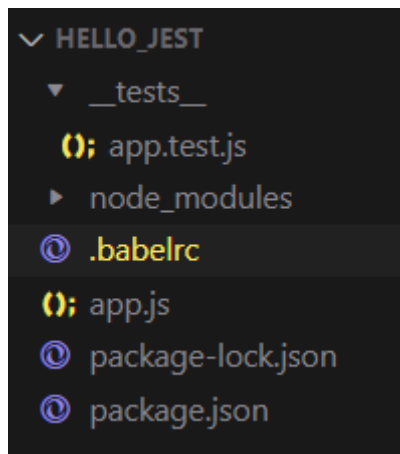 HELLO_JEST
__tests__
(); app.test.js
node_modules
.babelrc
(); app.js
package-lock.json
package.json